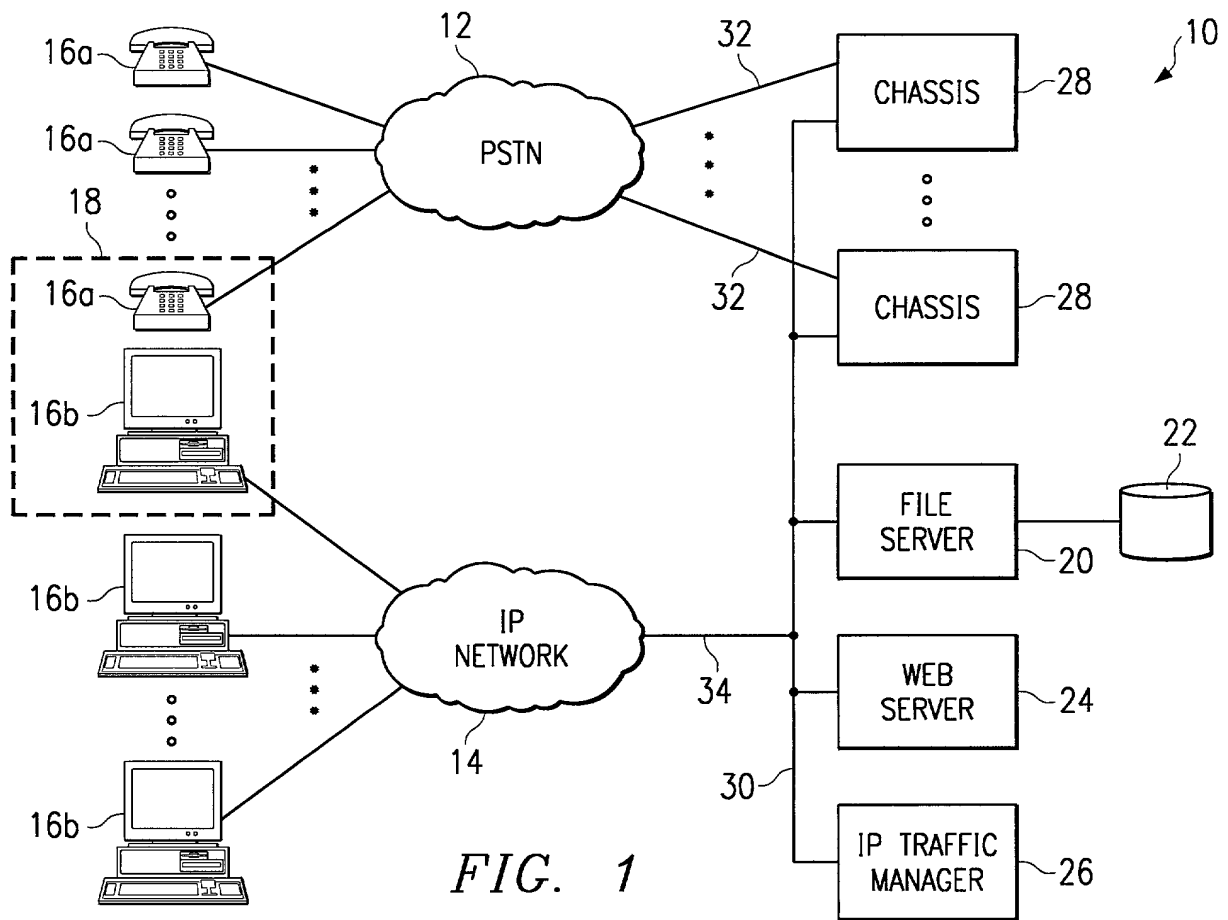 10
16a
12
32
CHASSIS
28
16a
PSTN
18
16a
32
CHASSIS
28
16b
22
FILE
SERVER
20
16b
IP
NETWORK
34
WEB
SERVER
24
14
30
16b
IP TRAFFIC
MANAGER
26
FIG. 1